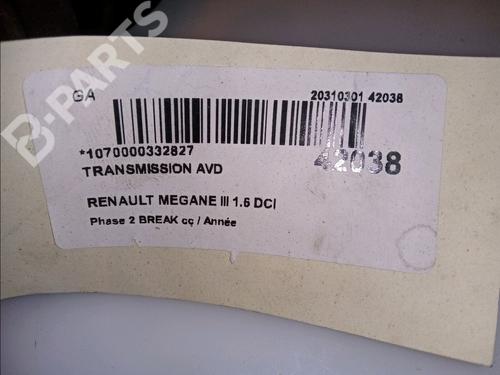 GA 20310301 42038
*1070000332827 42038
TRANSMISSION AVD
RENAULT MEGANE III 1.6 DCI
Phase 2 BREAK cç / Année
B-PARTS